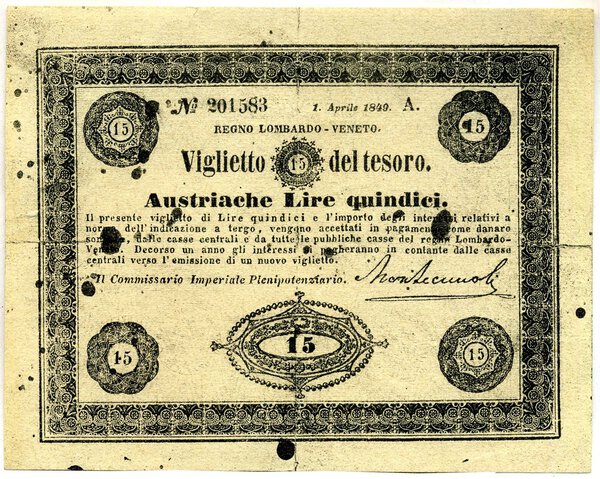 15
№ 201583 1. Aprile 1849. A.
15
REGNO LOMBARDO-VENETO.
Viglietto 15 del tesoro.
Austriache Lire quindici.
Il presente viglietto di Lire quindici e l'importo degli interessi relativi a
norma dell'indicazione a tergo, vengono accettati in pagamento come danaro
dalle casse centrali e da tutte le pubbliche casse del regno Lombardo-
Veneto. Decorso un anno gli interessi si pagheranno in contante dalle casse
centrali verso l'emissione di un nuovo viglietto.
Il Commissario Imperiale Plenipotenziario. Montecuccoli
15
15
15